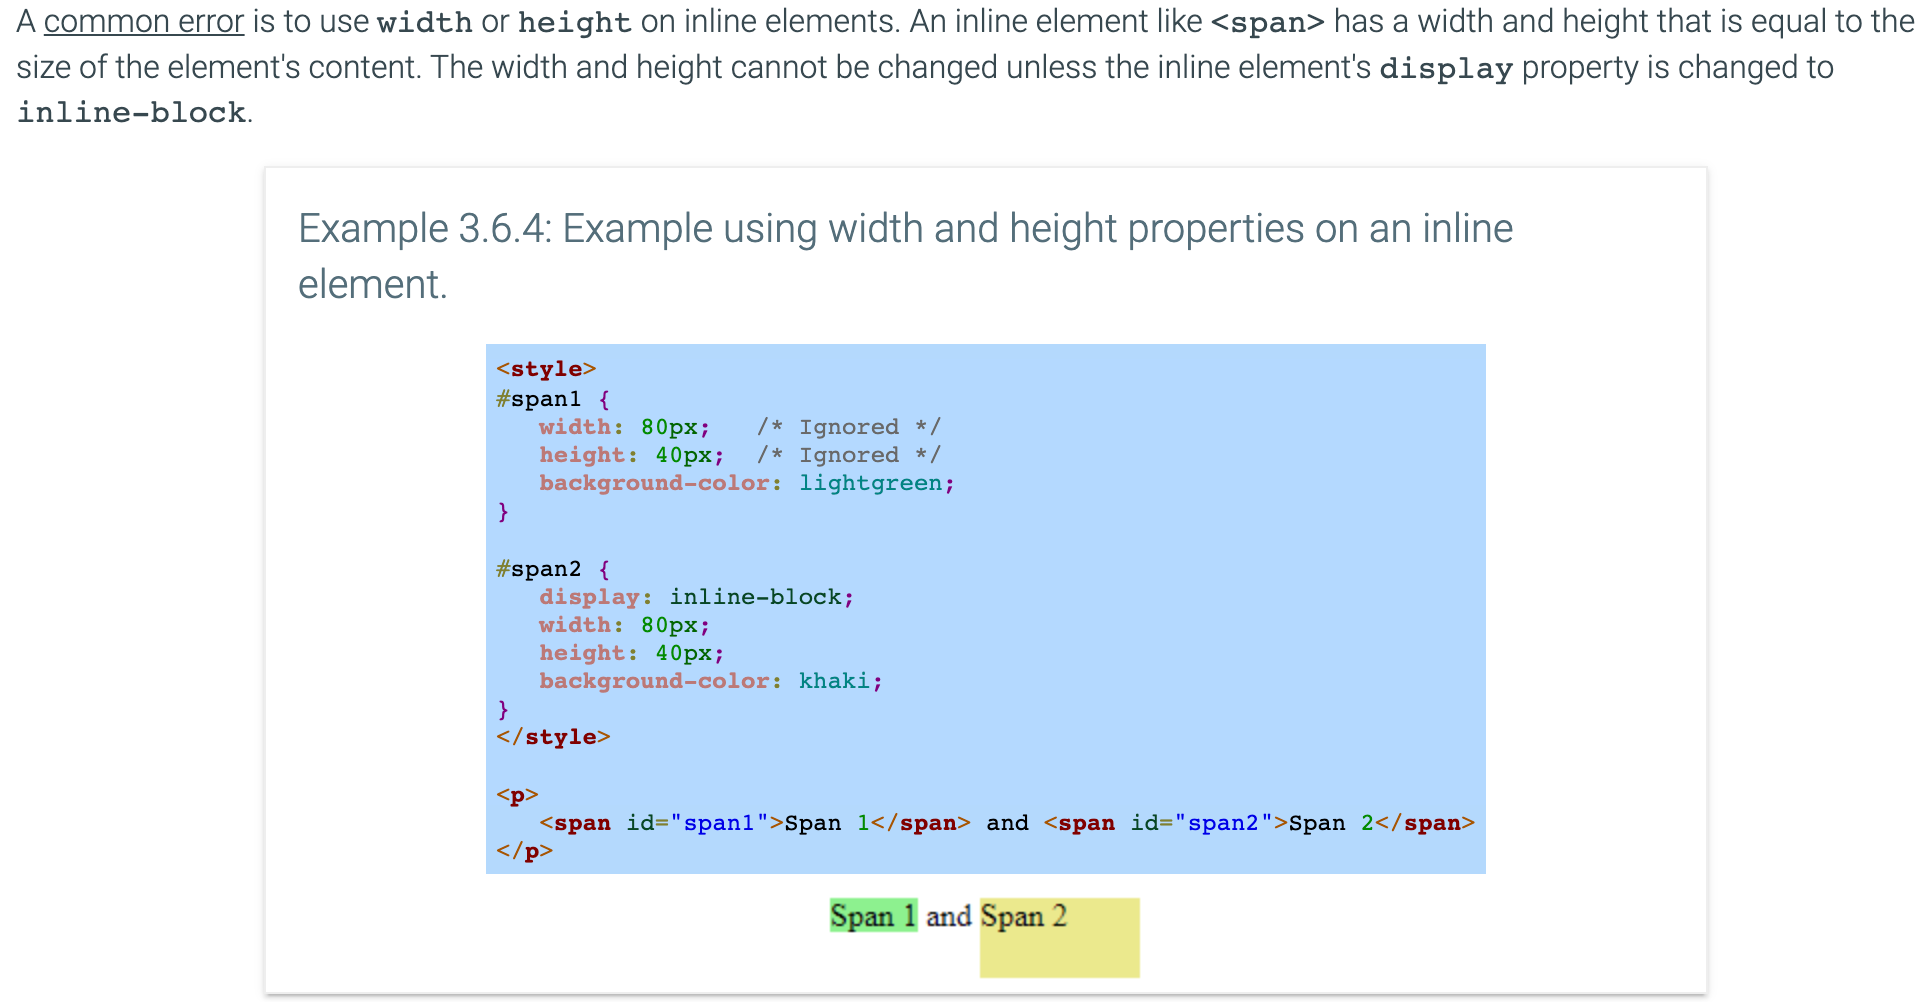 A common error is to use width or height on inline elements. An inline element like <span> has a width and height that is equal to the
size of the element's content. The width and height cannot be changed unless the inline element's display property is changed to
inline-block.
Example 3.6.4: Example using width and height properties on an inline
element.
<style>
#span1 {
   width: 80px;   /* Ignored */
   height: 40px;  /* Ignored */
   background-color: lightgreen;
}

#span2 {
   display: inline-block;
   width: 80px;
   height: 40px;
   background-color: khaki;
}
</style>

<p>
   <span id="span1">Span 1</span> and <span id="span2">Span 2</span>
</p>
Span 1 and Span 2